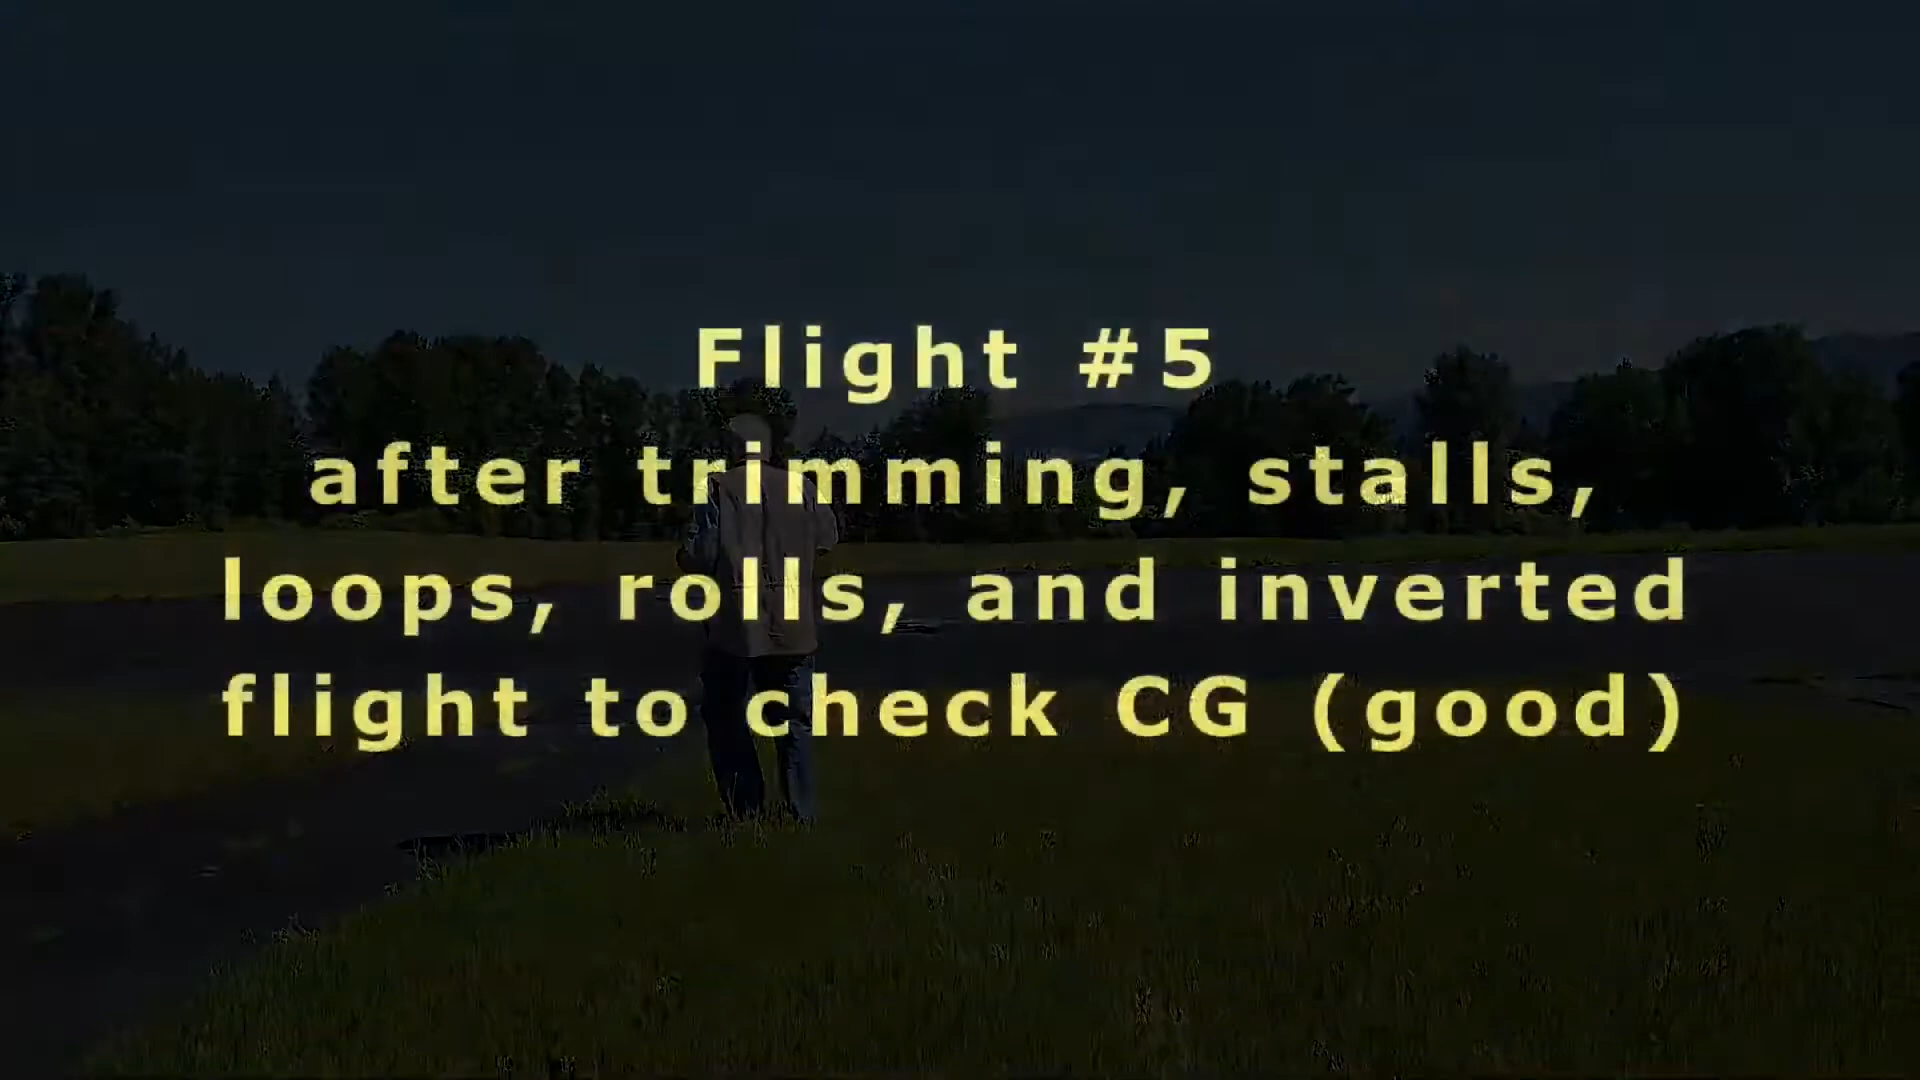 Flight #5
after trimming, stalls,
loops, rolls, and inverted
flight to check CG (good)